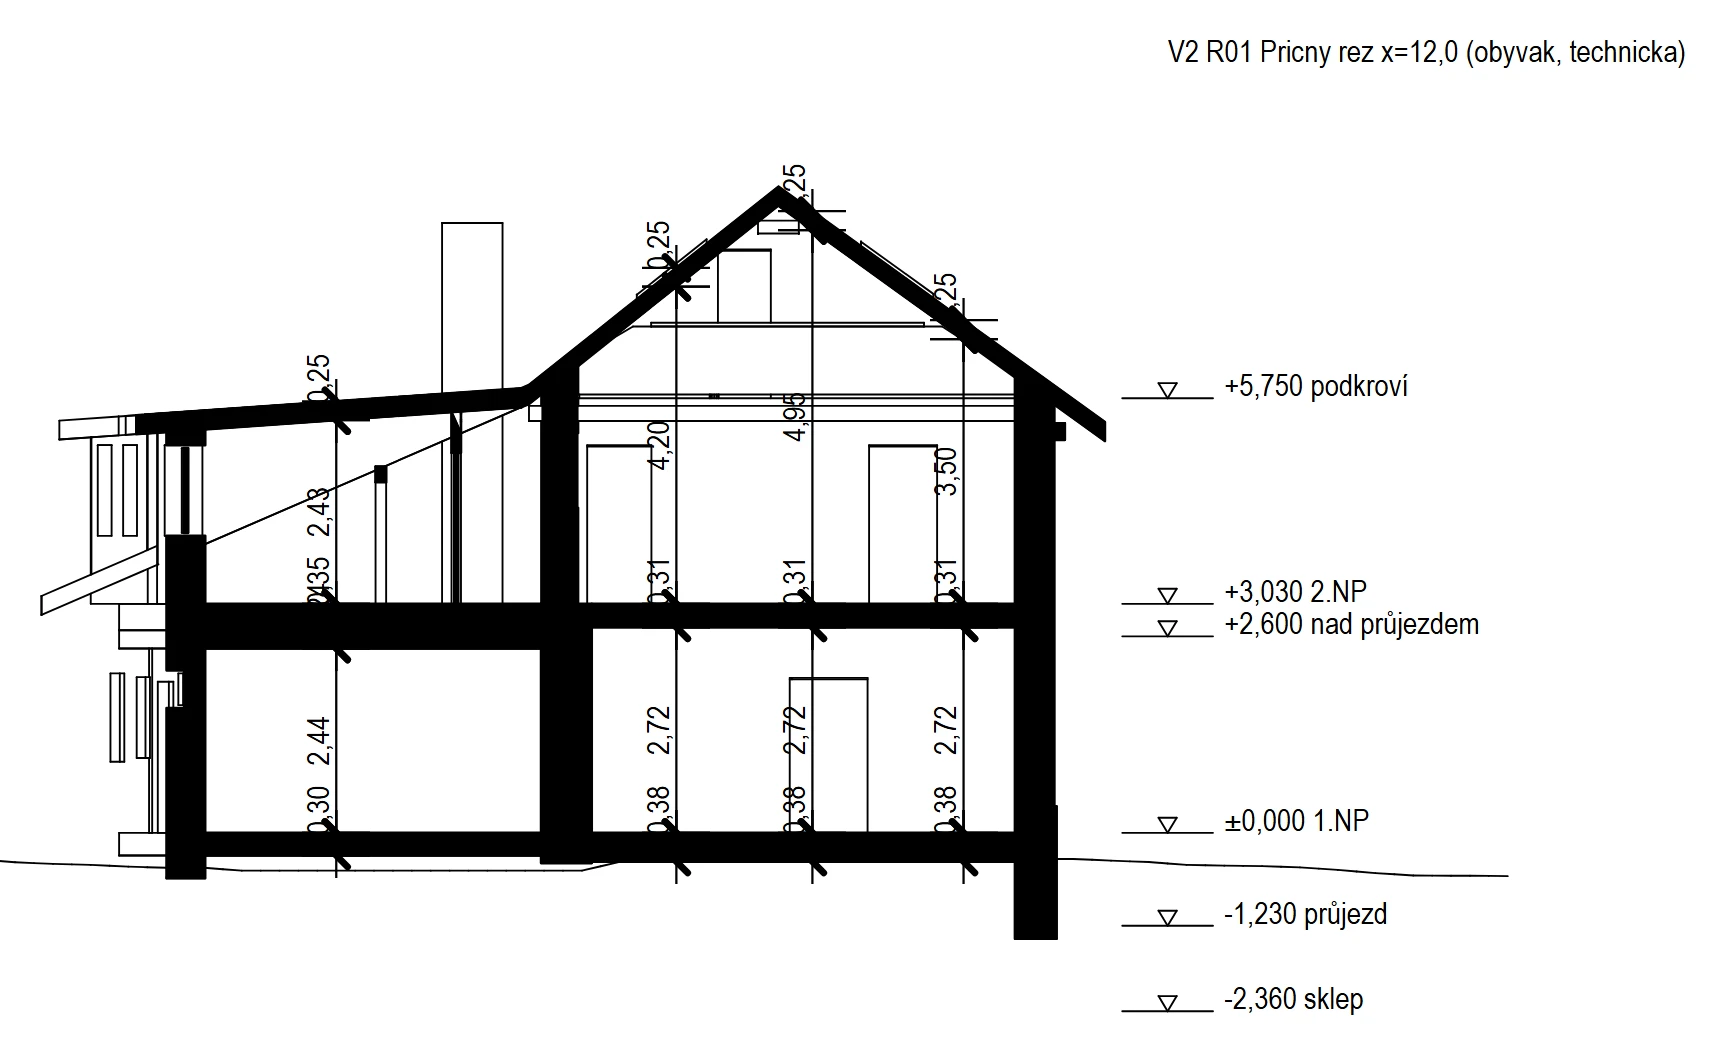 V2 R01 Pricny rez x=12,0 (obyvak, technicka)
,25
0,25
,25
0,25
+5,750 podkroví
4,95
4,20
3,50
2,43
0,31
0,31
0,31
+3,030 2.NP
+2,600 nad průjezdem
2,44
2,72
2,72
2,72
0,30
0,38
0,38
0,38
±0,000 1.NP
-1,230 průjezd
-2,360 sklep